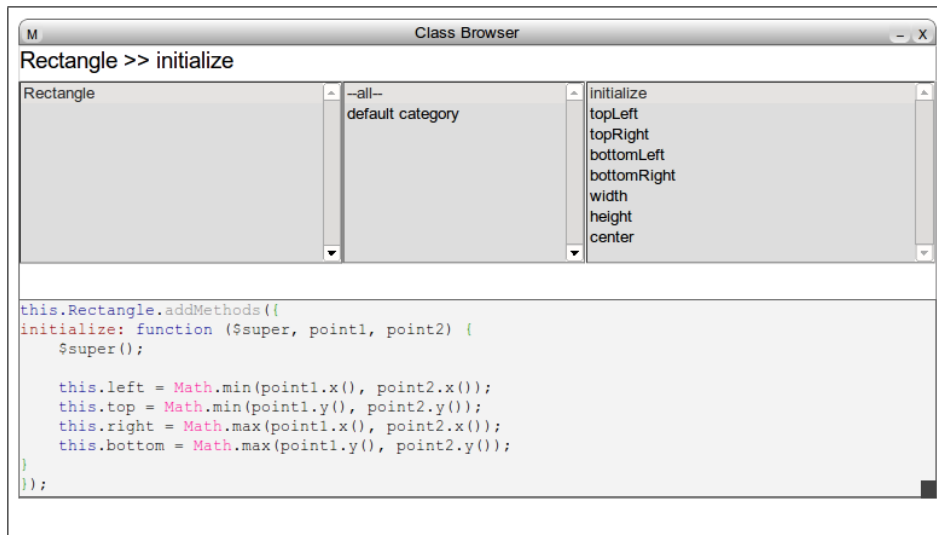 M Class Browser – X
Rectangle >> initialize
Rectangle
--all--
default category
initialize
topLeft
topRight
bottomLeft
bottomRight
width
height
center
this.Rectangle.addMethods({
initialize: function ($super, point1, point2) {
    $super();
    this.left = Math.min(point1.x(), point2.x());
    this.top = Math.min(point1.y(), point2.y());
    this.right = Math.max(point1.x(), point2.x());
    this.bottom = Math.max(point1.y(), point2.y());
}
});